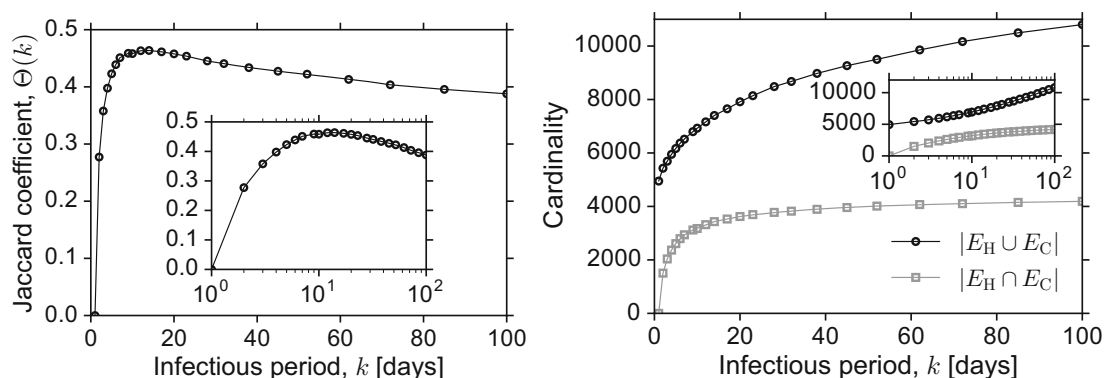 0.5
0.4
0.3
0.2
0.1
0.0
Jaccard coefficient, Θ(k)
0 20 40 60 80 100
Infectious period, k [days]
0.5
0.4
0.3
0.2
0.1
0.0
10⁰ 10¹ 10²
10000
8000
6000
4000
2000
0
Cardinality
0 20 40 60 80 100
Infectious period, k [days]
10000
5000
0
10⁰ 10¹ 10²
|E_H ∪ E_C|
|E_H ∩ E_C|